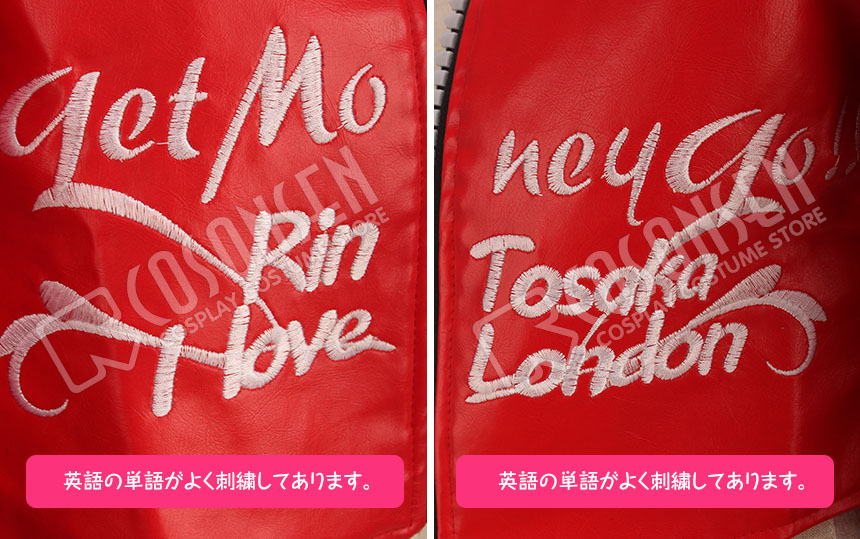 get Mo
Rin
I love
COSONSEN
COSPLAY COSTUME STORE
英語の単語がよく刺繍してあります。
ney go!!
Tosaka
London
COSONSEN
COSPLAY COSTUME STORE
英語の単語がよく刺繍してあります。